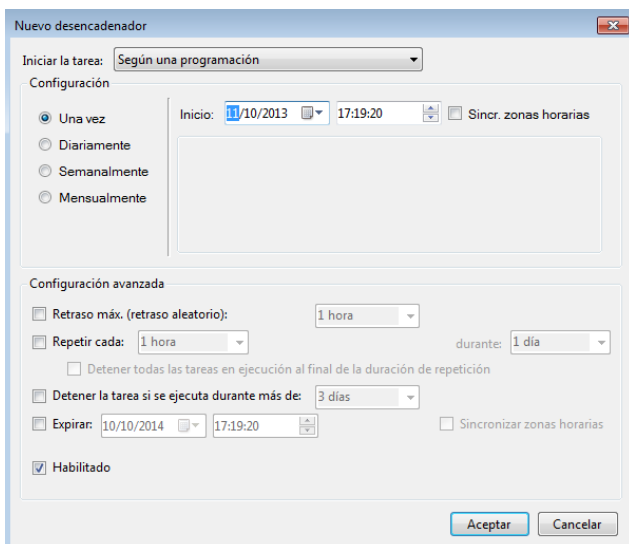 Nuevo desencadenador
Iniciar la tarea: Según una programación
Configuración
Una vez
Inicio: 11/10/2013 17:19:20 Sincr. zonas horarias
Diariamente
Semanalmente
Mensualmente
Configuración avanzada
Retraso máx. (retraso aleatorio): 1 hora
Repetir cada: 1 hora durante: 1 día
Detener todas las tareas en ejecución al final de la duración de repetición
Detener la tarea si se ejecuta durante más de: 3 días
Expirar: 10/10/2014 17:19:20 Sincronizar zonas horarias
Habilitado
Aceptar Cancelar